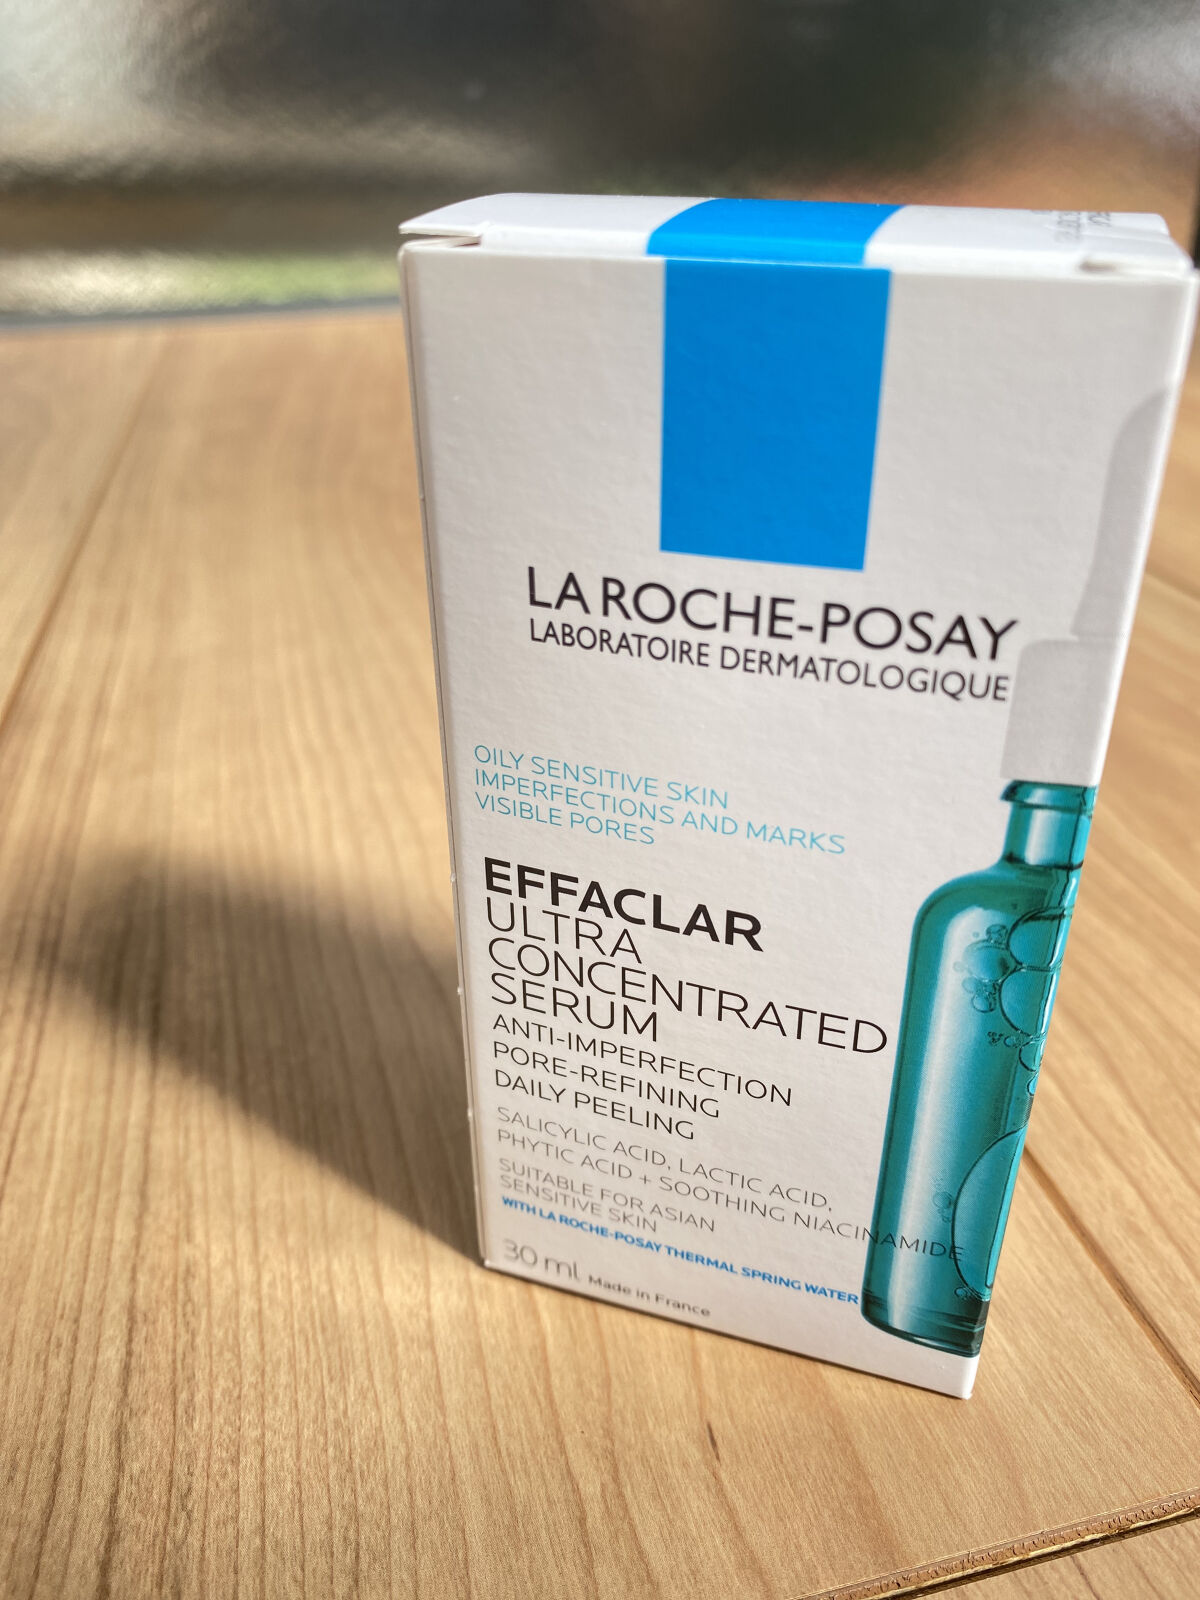 LA ROCHE-POSAY
LABORATOIRE DERMATOLOGIQUE
OILY SENSITIVE SKIN
IMPERFECTIONS AND MARKS
VISIBLE PORES
EFFACLAR
ULTRA
CONCENTRATED
SERUM
ANTI-IMPERFECTION
PORE-REFINING
DAILY PEELING
SALICYLIC ACID, LACTIC ACID,
PHYTIC ACID + SOOTHING NIACINAMIDE
SUITABLE FOR ASIAN
SENSITIVE SKIN
WITH LA ROCHE-POSAY THERMAL SPRING WATER
30 ml Made in France